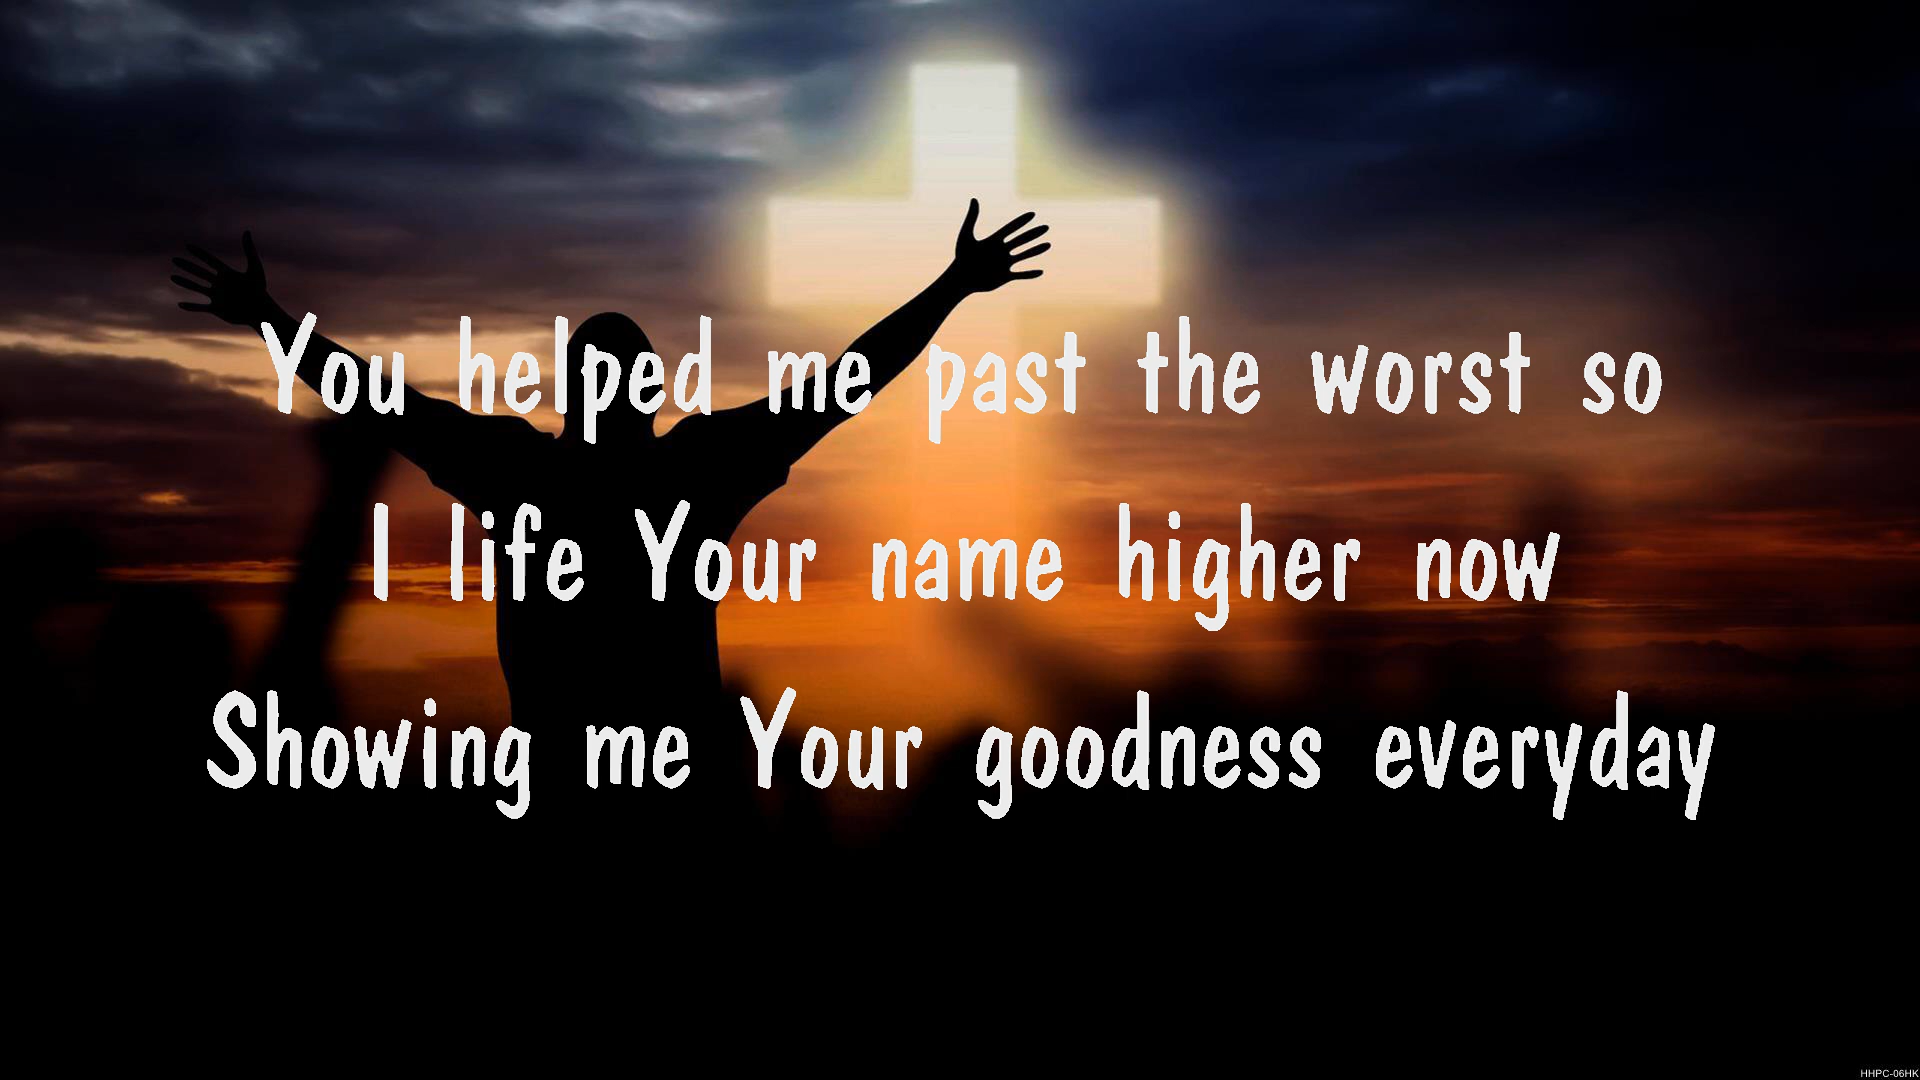 You helped me past the worst so
I life Your name higher now
Showing me Your goodness everyday
HHPC-06HK